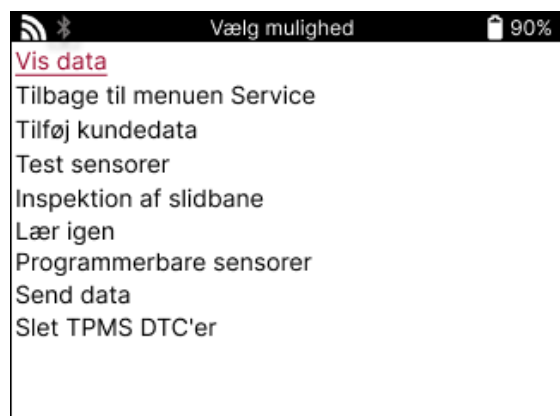 Vælg mulighed 90%
Vis data
Tilbage til menuen Service
Tilføj kundedata
Test sensorer
Inspektion af slidbane
Lær igen
Programmerbare sensorer
Send data
Slet TPMS DTC'er